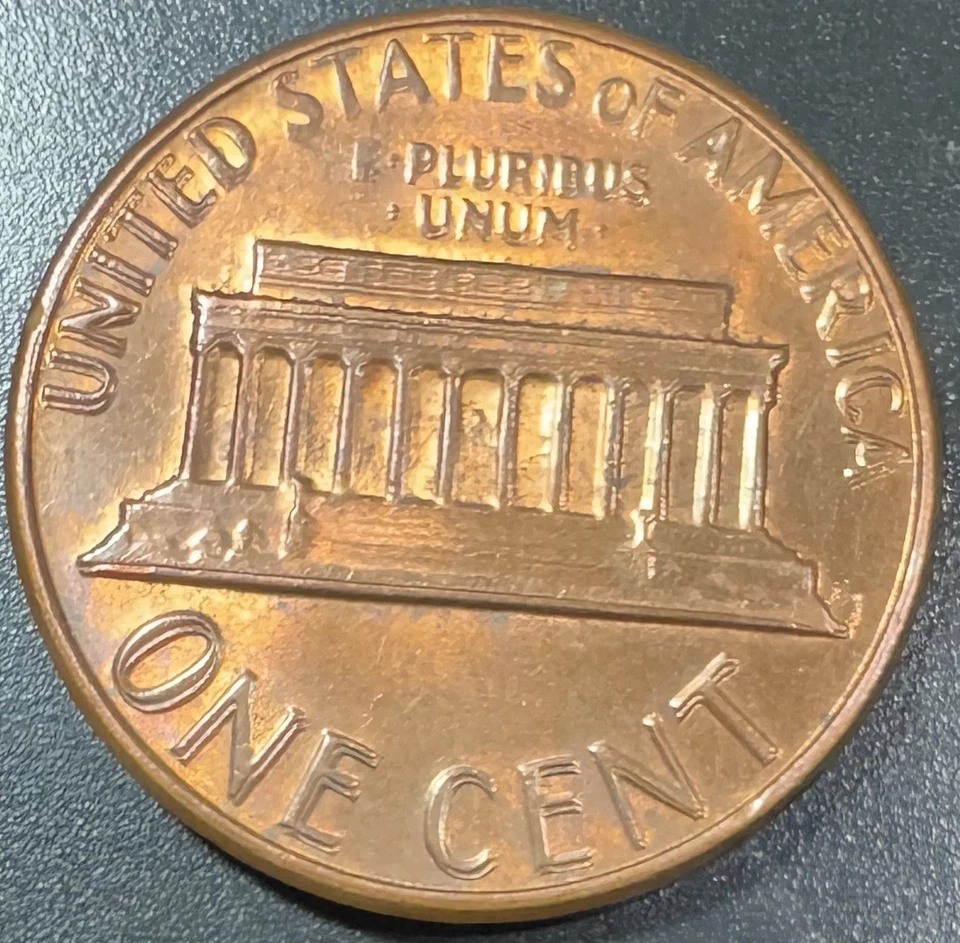 UNITED STATES OF AMERICA
E·PLURIBUS
·UNUM·
ONE CENT